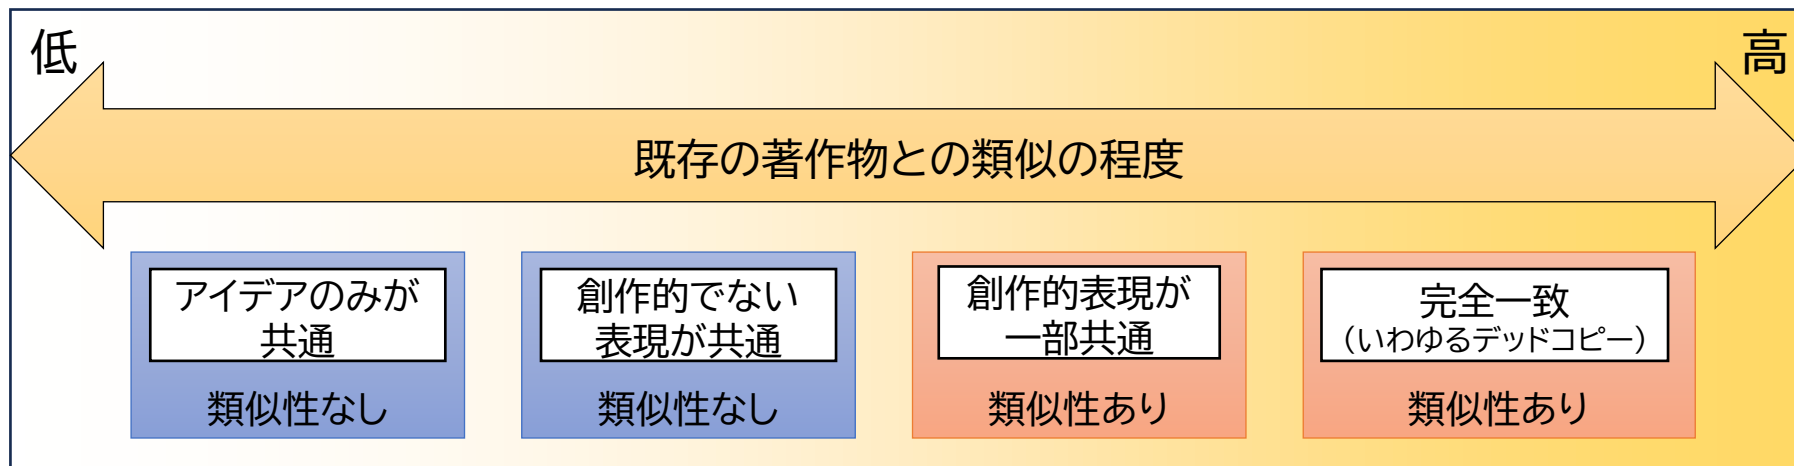 低
高
既存の著作物との類似の程度
アイデアのみが
共通
類似性なし
創作的でない
表現が共通
類似性なし
創作的表現が
一部共通
類似性あり
完全一致
（いわゆるデッドコピー）
類似性あり